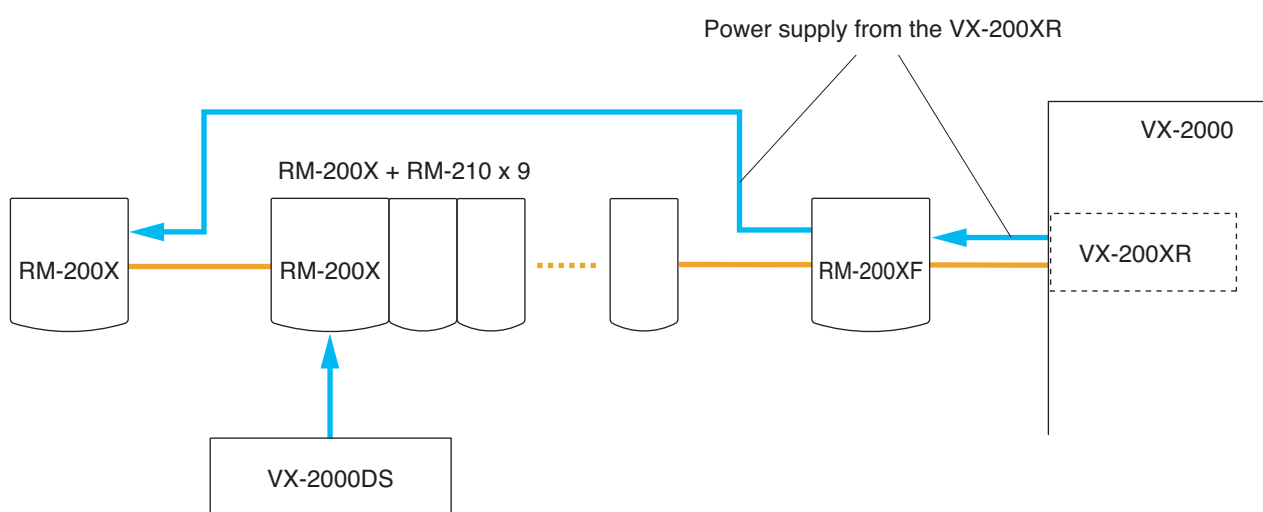 Power supply from the VX-200XR
VX-2000
RM-200X + RM-210 x 9
RM-200X
RM-200X
RM-200XF
VX-200XR
VX-2000DS